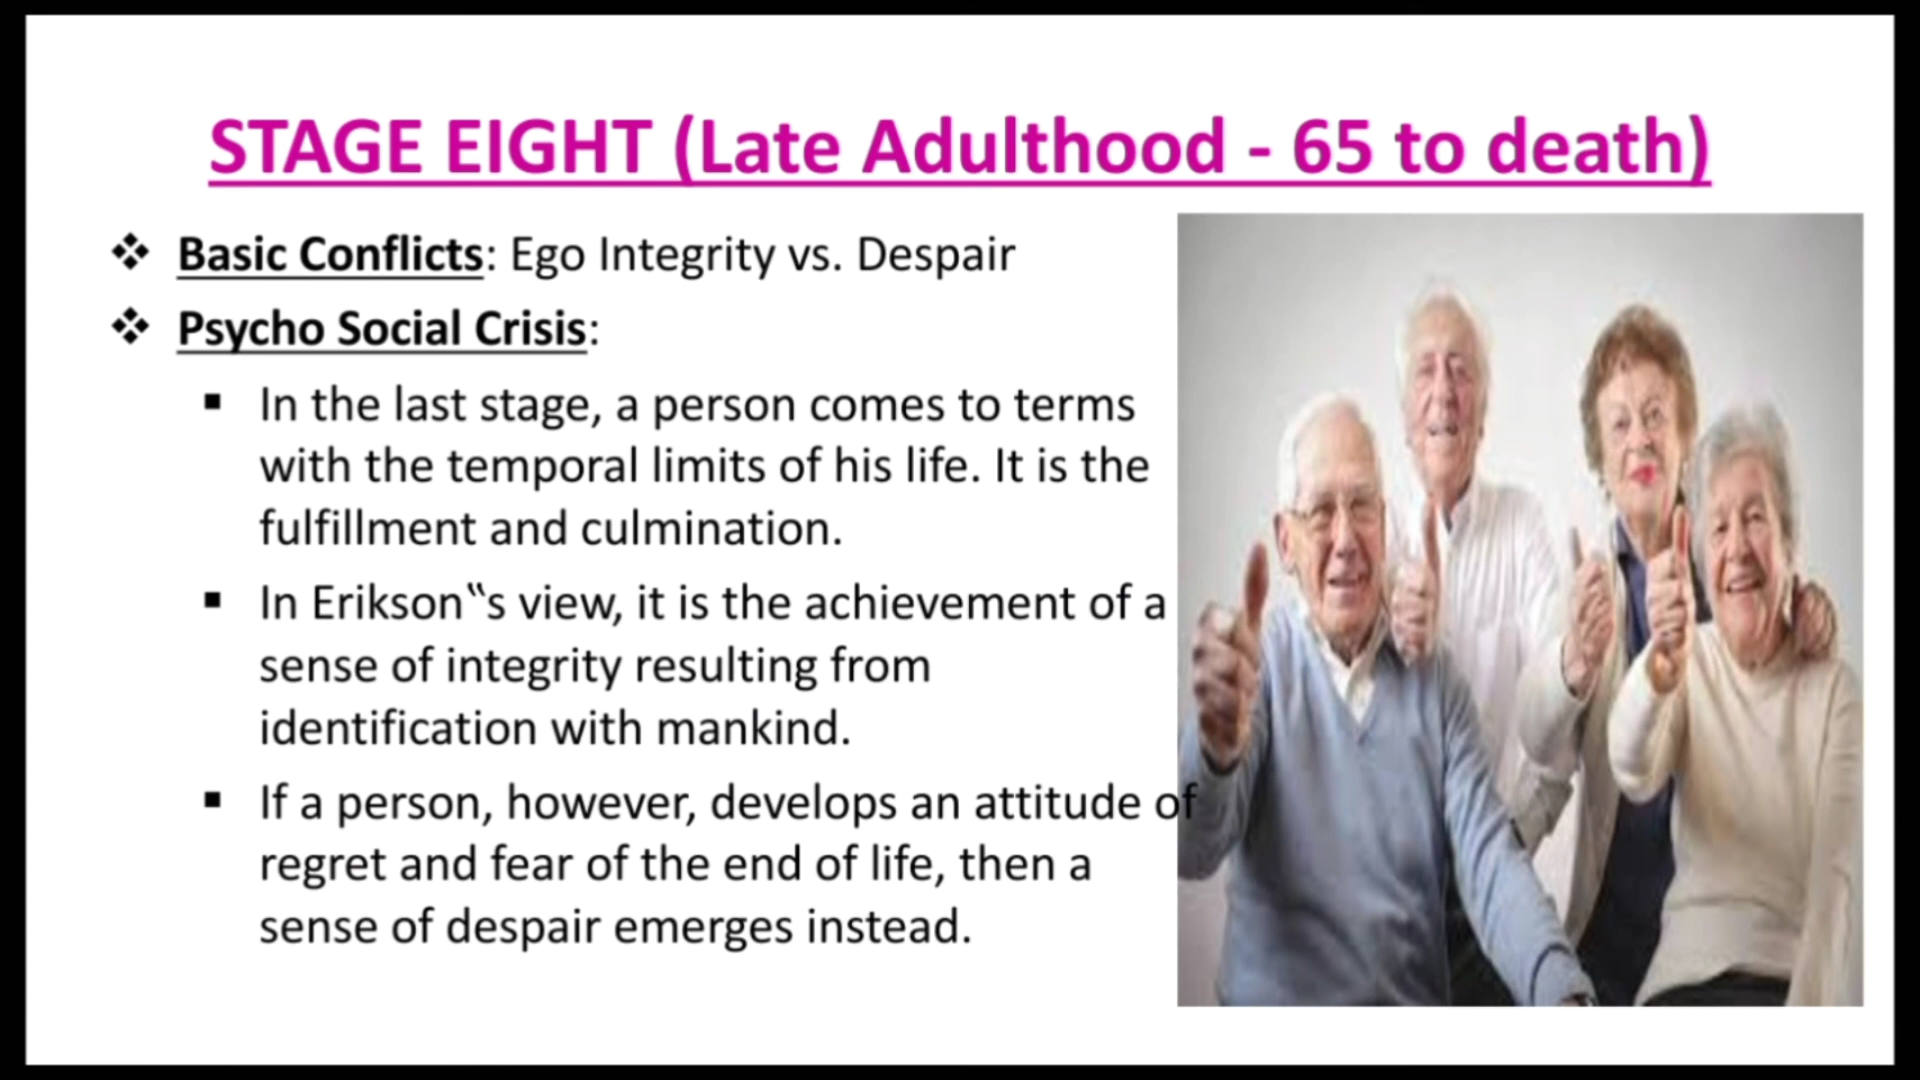 STAGE EIGHT (Late Adulthood - 65 to death)
❖ Basic Conflicts: Ego Integrity vs. Despair
❖ Psycho Social Crisis:
▪ In the last stage, a person comes to terms
with the temporal limits of his life. It is the
fulfillment and culmination.
▪ In Erikson‟s view, it is the achievement of a
sense of integrity resulting from
identification with mankind.
▪ If a person, however, develops an attitude of
regret and fear of the end of life, then a
sense of despair emerges instead.